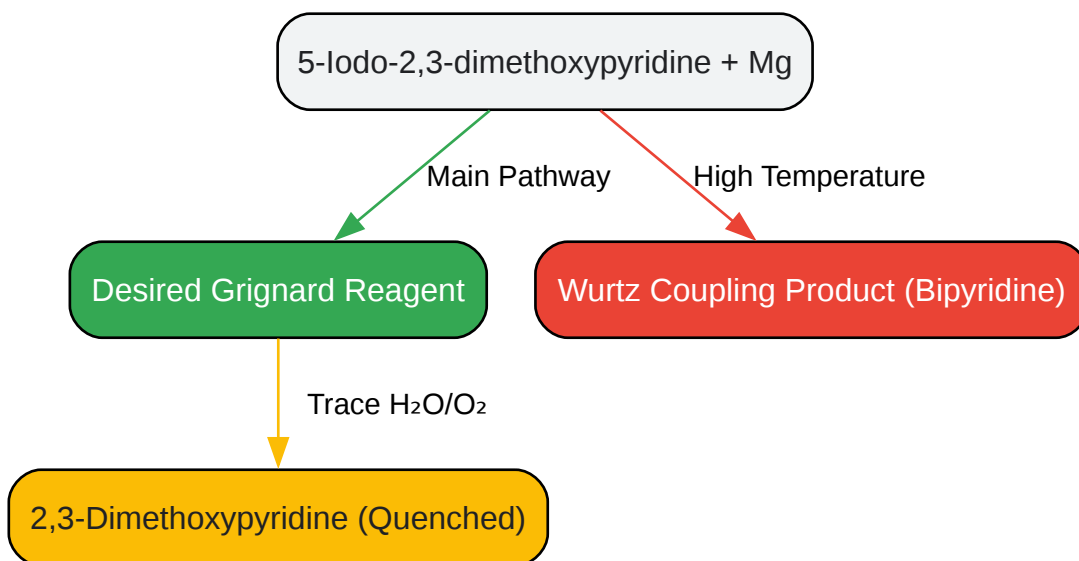 5-Iodo-2,3-dimethoxypyridine + Mg
Main Pathway
High Temperature
Desired Grignard Reagent
Wurtz Coupling Product (Bipyridine)
Trace H₂O/O₂
2,3-Dimethoxypyridine (Quenched)